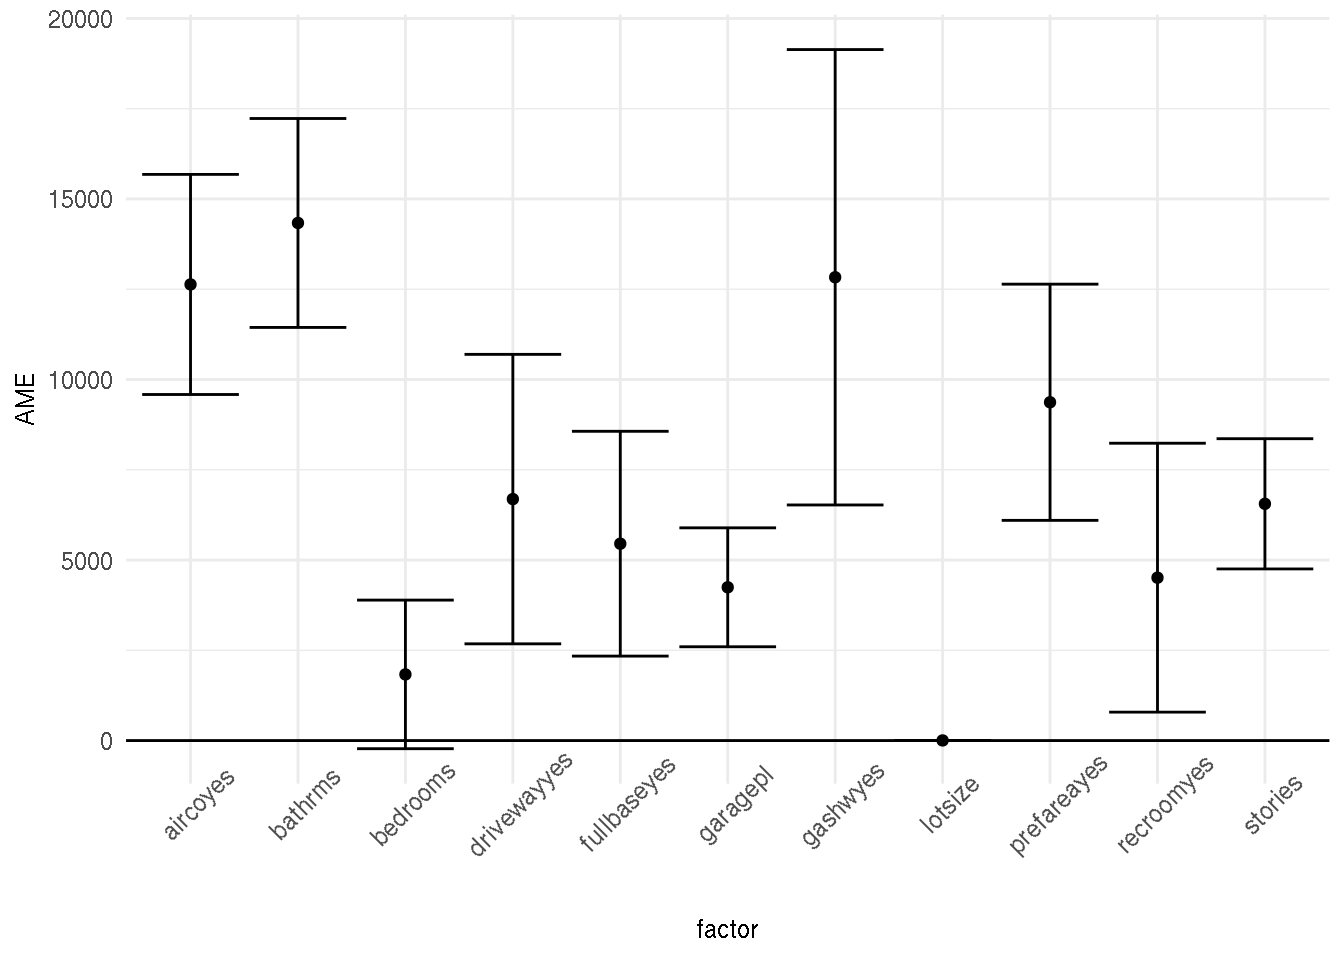 20000
15000
10000
5000
0
AME
aircoyes
bathrms
bedrooms
drivewayyes
fullbaseyes
garagepl
gashwyes
lotsize
prefareayes
recroomyes
stories
factor